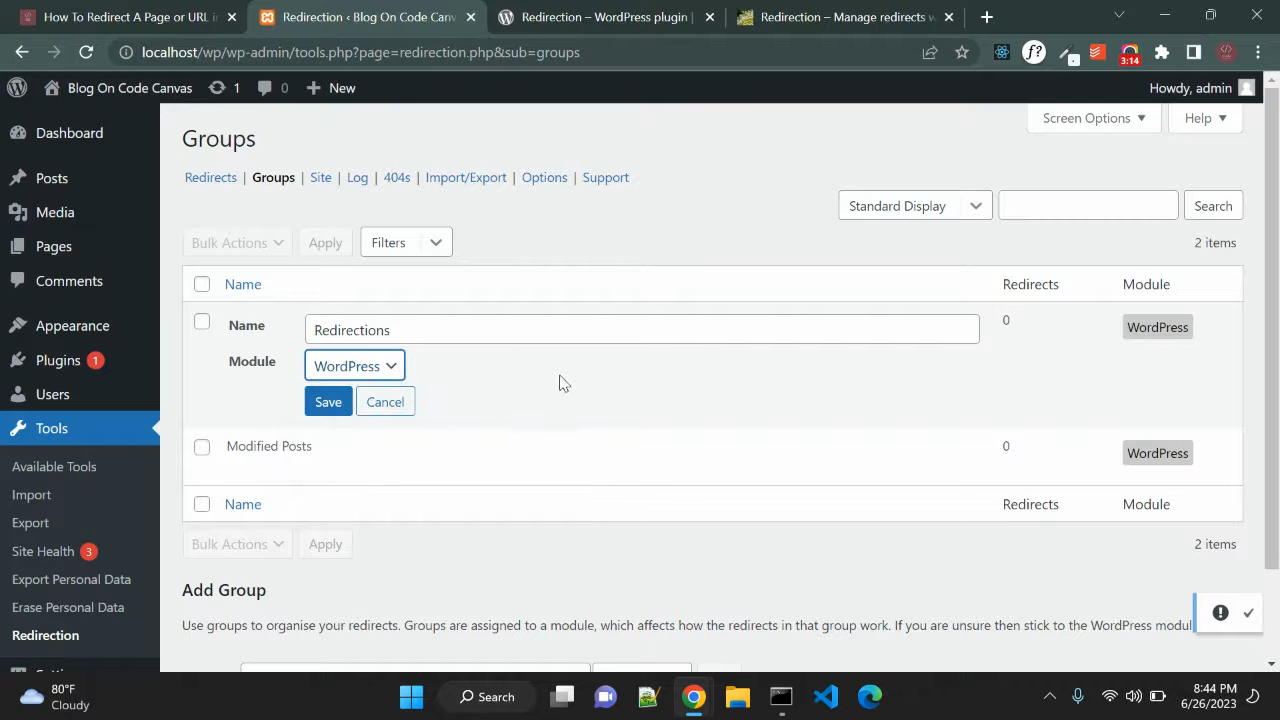 How To Redirect A Page or URL in
Redirection ‹ Blog On Code Canvas
Redirection – WordPress plugin |
Redirection – Manage redirects w
localhost/wp/wp-admin/tools.php?page=redirection.php&sub=groups
f?
3:14
Blog On Code Canvas
1
0
New
Howdy, admin
Dashboard
Posts
Media
Pages
Comments
Appearance
Plugins 1
Users
Tools
Available Tools
Import
Export
Site Health 3
Export Personal Data
Erase Personal Data
Redirection
Screen Options
Help
Groups
Redirects | Groups | Site | Log | 404s | Import/Export | Options | Support
Standard Display
Search
Bulk Actions
Apply
Filters
2 items
Name Redirects Module
Name Redirections 0 WordPress
Module WordPress
Save Cancel
Modified Posts 0 WordPress
Name Redirects Module
Bulk Actions
Apply
2 items
Add Group
Use groups to organise your redirects. Groups are assigned to a module, which affects how the redirects in that group work. If you are unsure then stick to the WordPress modul
80°F
Cloudy
Search
8:44 PM
6/26/2023